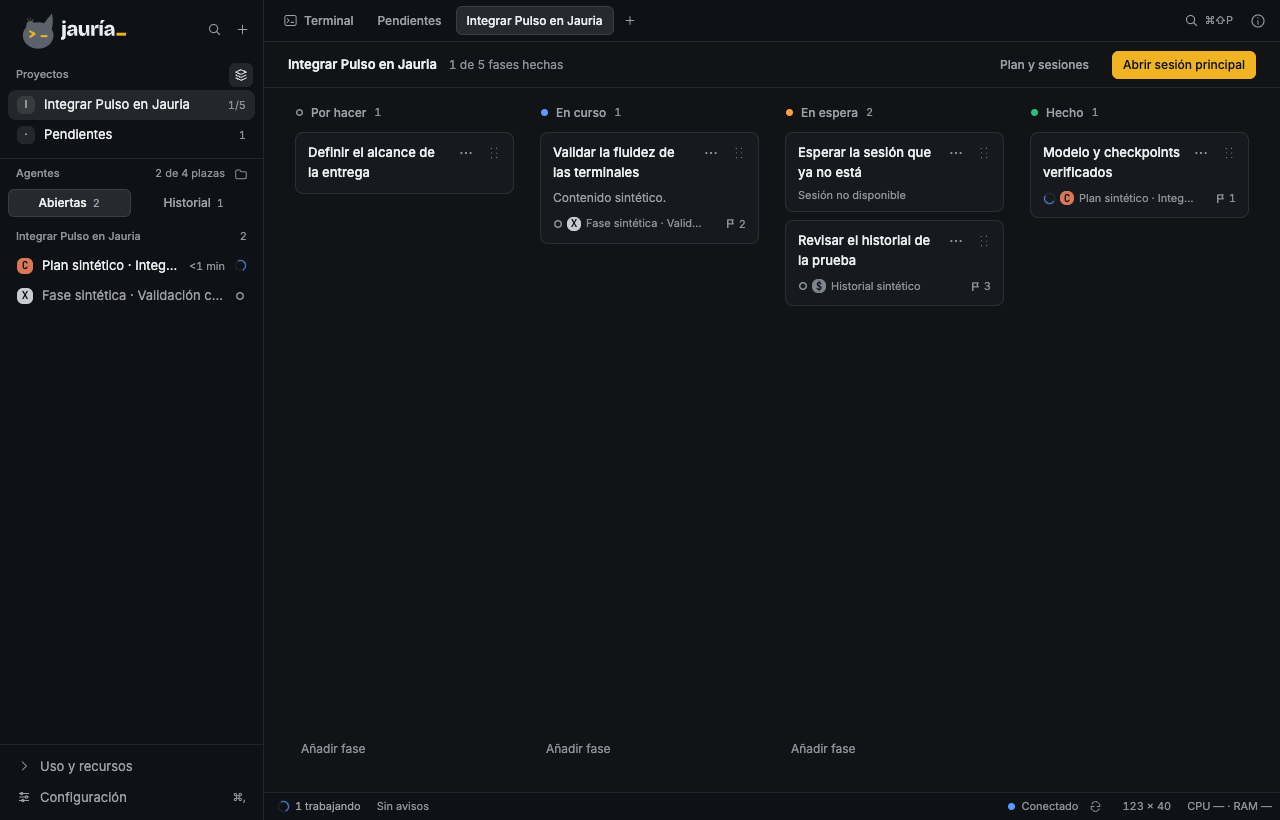 jauría_
Proyectos
I Integrar Pulso en Jauria 1/5
· Pendientes 1
Agentes 2 de 4 plazas
Abiertas 2 Historial 1
Integrar Pulso en Jauria 2
C Plan sintético · Integ... <1 min
X Fase sintética · Validación c...
Uso y recursos
Configuración ⌘,
Terminal Pendientes Integrar Pulso en Jauria + ⌘⇧P
Integrar Pulso en Jauria 1 de 5 fases hechas Plan y sesiones Abrir sesión principal
Por hacer 1
Definir el alcance de
la entrega
Añadir fase
En curso 1
Validar la fluidez de
las terminales
Contenido sintético.
X Fase sintética · Valid... 2
Añadir fase
En espera 2
Esperar la sesión que
ya no está
Sesión no disponible
Revisar el historial de
la prueba
$ Historial sintético 3
Añadir fase
Hecho 1
Modelo y checkpoints
verificados
C Plan sintético · Integ... 1
1 trabajando Sin avisos Conectado 123 × 40 CPU — · RAM —